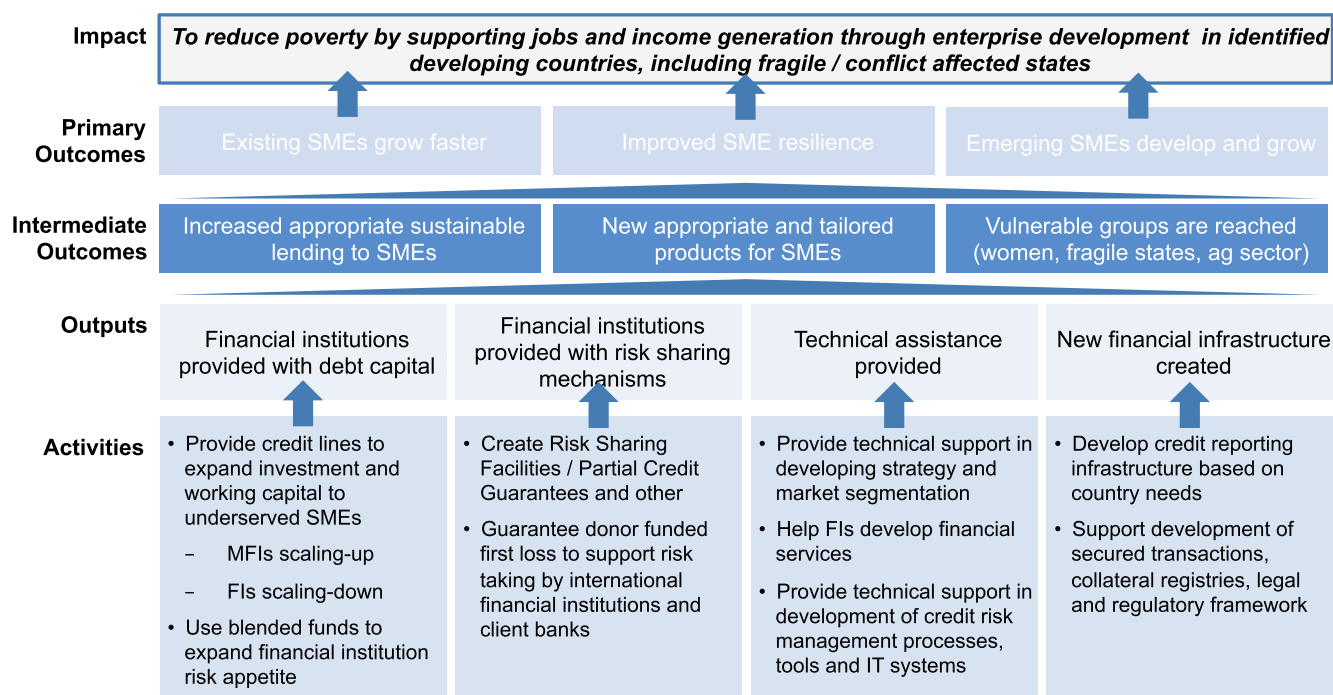 Impact
To reduce poverty by supporting jobs and income generation through enterprise development in identified
developing countries, including fragile / conflict affected states
Primary
Outcomes
Existing SMEs grow faster
Improved SME resilience
Emerging SMEs develop and grow
Intermediate
Outcomes
Increased appropriate sustainable
lending to SMEs
New appropriate and tailored
products for SMEs
Vulnerable groups are reached
(women, fragile states, ag sector)
Outputs
Financial institutions
provided with debt capital
Financial institutions
provided with risk sharing
mechanisms
Technical assistance
provided
New financial infrastructure
created
Activities
• Provide credit lines to
expand investment and
working capital to
underserved SMEs
– MFIs scaling-up
– FIs scaling-down
• Use blended funds to
expand financial institution
risk appetite
• Create Risk Sharing
Facilities / Partial Credit
Guarantees and other
• Guarantee donor funded
first loss to support risk
taking by international
financial institutions and
client banks
• Provide technical support in
developing strategy and
market segmentation
• Help FIs develop financial
services
• Provide technical support in
development of credit risk
management processes,
tools and IT systems
• Develop credit reporting
infrastructure based on
country needs
• Support development of
secured transactions,
collateral registries, legal
and regulatory framework